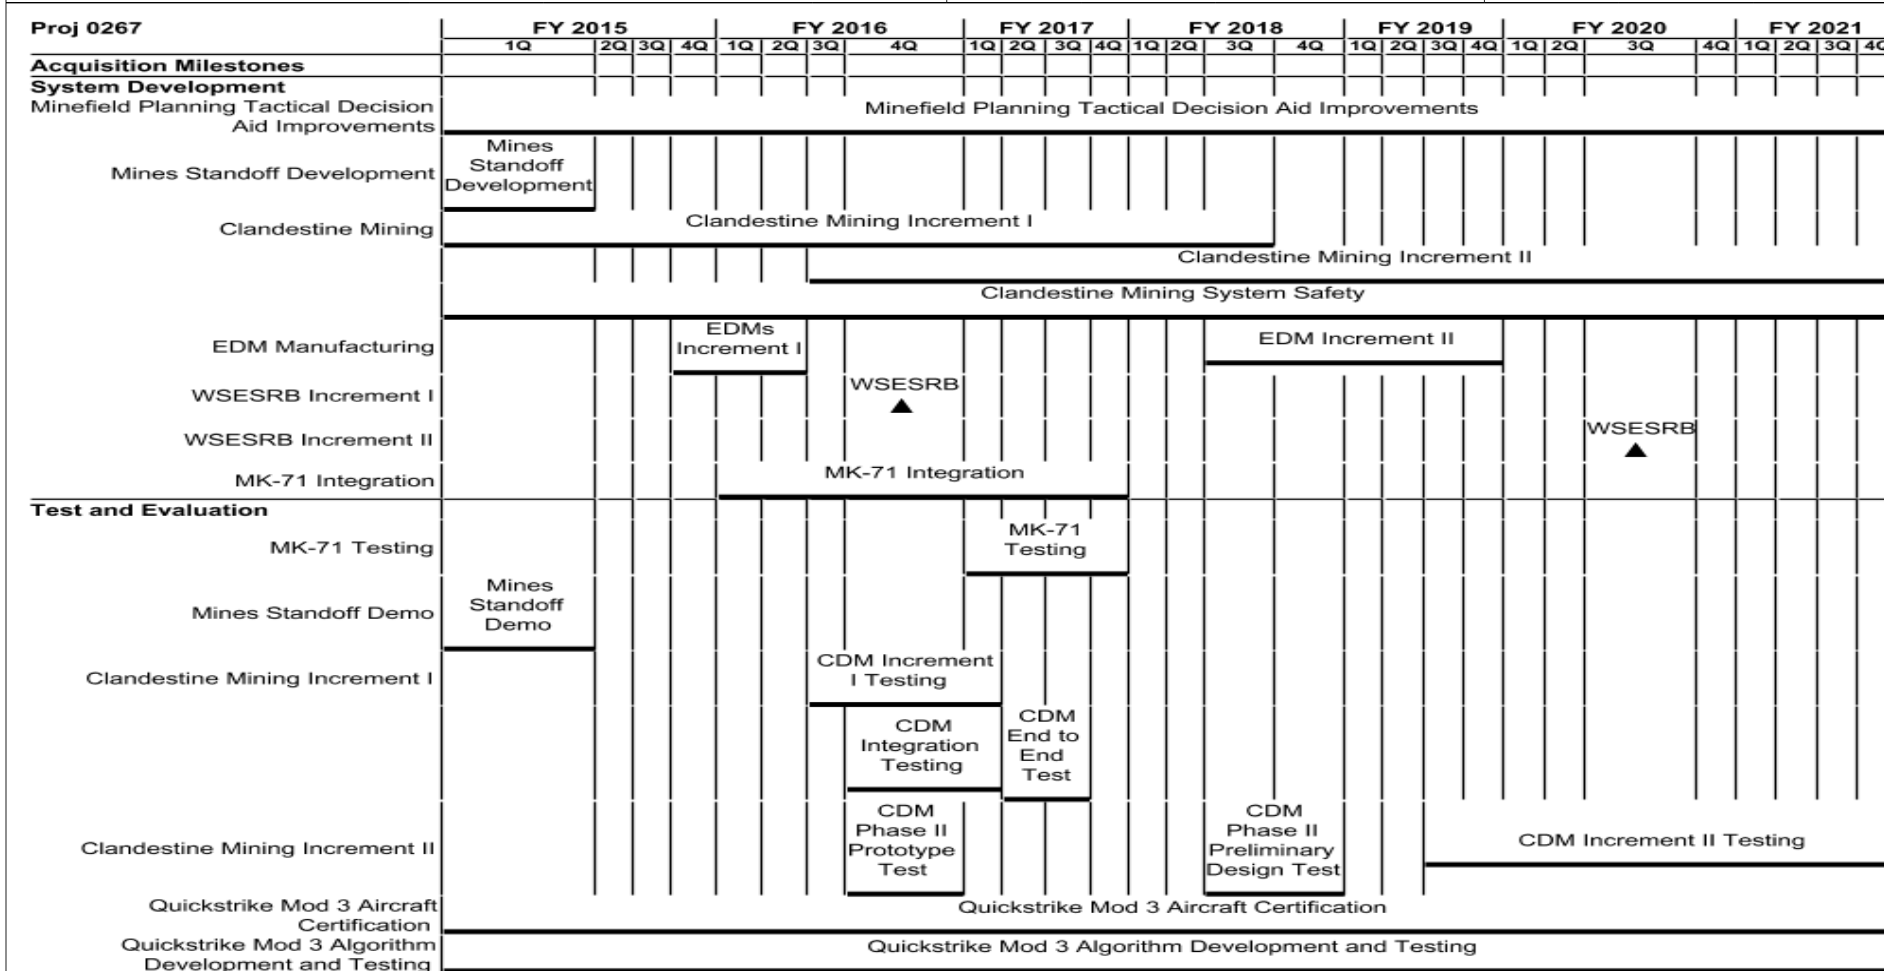 Proj 0267 FY 2015 FY 2016 FY 2017 FY 2018 FY 2019 FY 2020 FY 2021
1Q 2Q 3Q 4Q 1Q 2Q 3Q 4Q 1Q 2Q 3Q 4Q 1Q 2Q 3Q 4Q 1Q 2Q 3Q 4Q 1Q 2Q 3Q 4Q 1Q 2Q 3Q 4Q
Acquisition Milestones
System Development
Minefield Planning Tactical Decision
Aid Improvements
Minefield Planning Tactical Decision Aid Improvements
Mines Standoff Development
Mines
Standoff
Development
Clandestine Mining
Clandestine Mining Increment I
Clandestine Mining Increment II
Clandestine Mining System Safety
EDM Manufacturing
EDMs
Increment I
EDM Increment II
WSESRB Increment I
WSESRB
WSESRB Increment II
WSESRB
MK-71 Integration
MK-71 Integration
Test and Evaluation
MK-71 Testing
MK-71
Testing
Mines Standoff Demo
Mines
Standoff
Demo
Clandestine Mining Increment I
CDM Increment
I Testing
CDM
Integration
Testing
CDM
End to
End
Test
Clandestine Mining Increment II
CDM
Phase II
Prototype
Test
CDM
Phase II
Preliminary
Design Test
CDM Increment II Testing
Quickstrike Mod 3 Aircraft
Certification
Quickstrike Mod 3 Aircraft Certification
Quickstrike Mod 3 Algorithm
Development and Testing
Quickstrike Mod 3 Algorithm Development and Testing